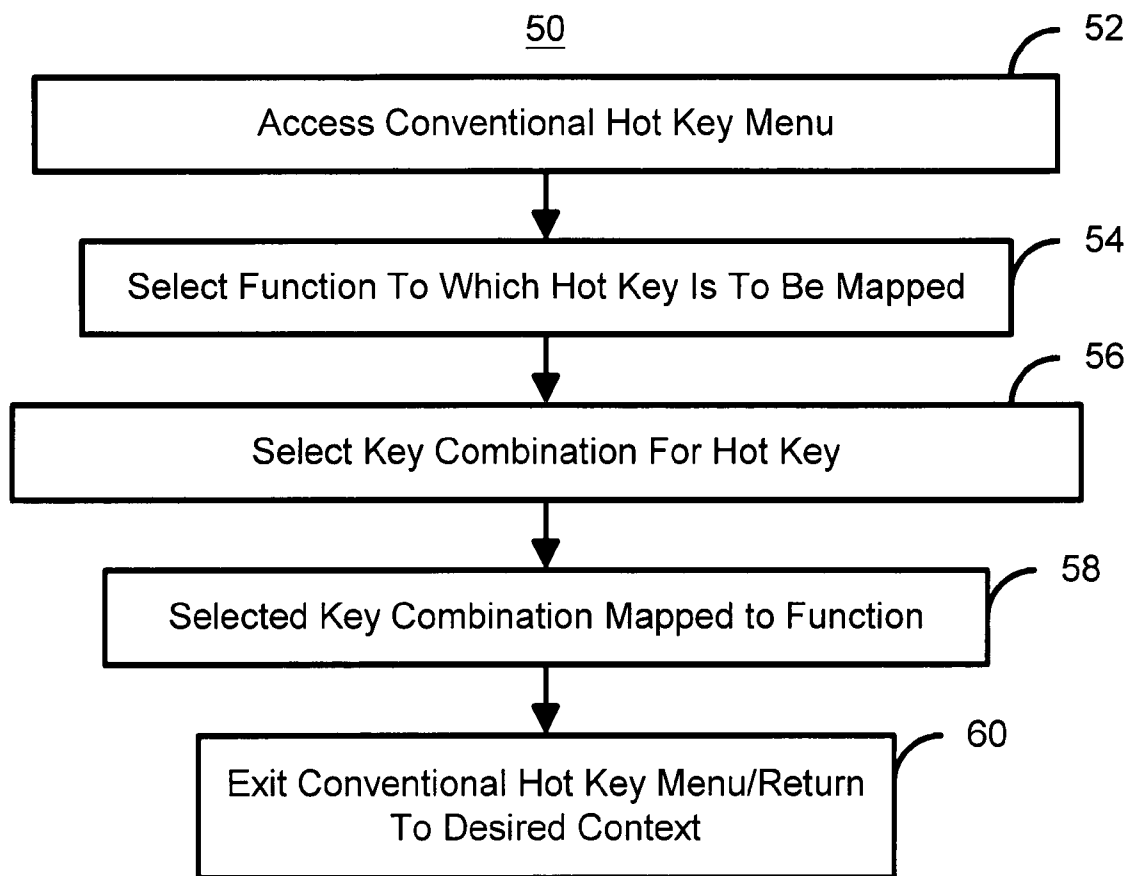 50
52
Access Conventional Hot Key Menu
54
Select Function To Which Hot Key Is To Be Mapped
56
Select Key Combination For Hot Key
58
Selected Key Combination Mapped to Function
60
Exit Conventional Hot Key Menu/Return
To Desired Context